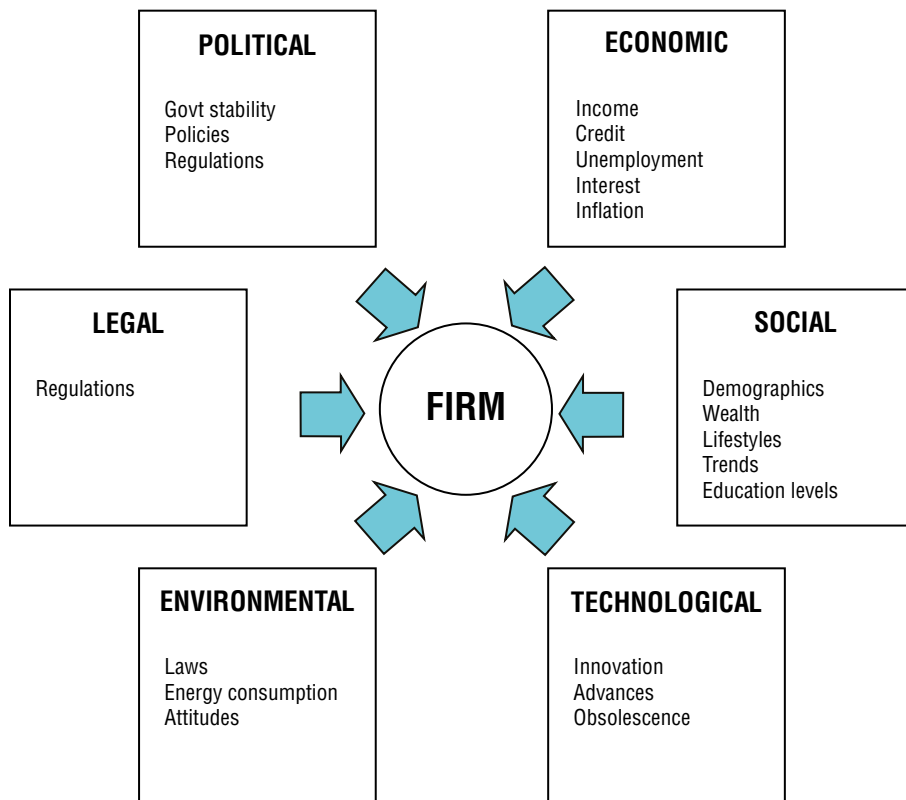 POLITICAL
Govt stability
Policies
Regulations
ECONOMIC
Income
Credit
Unemployment
Interest
Inflation
LEGAL
Regulations
FIRM
SOCIAL
Demographics
Wealth
Lifestyles
Trends
Education levels
ENVIRONMENTAL
Laws
Energy consumption
Attitudes
TECHNOLOGICAL
Innovation
Advances
Obsolescence